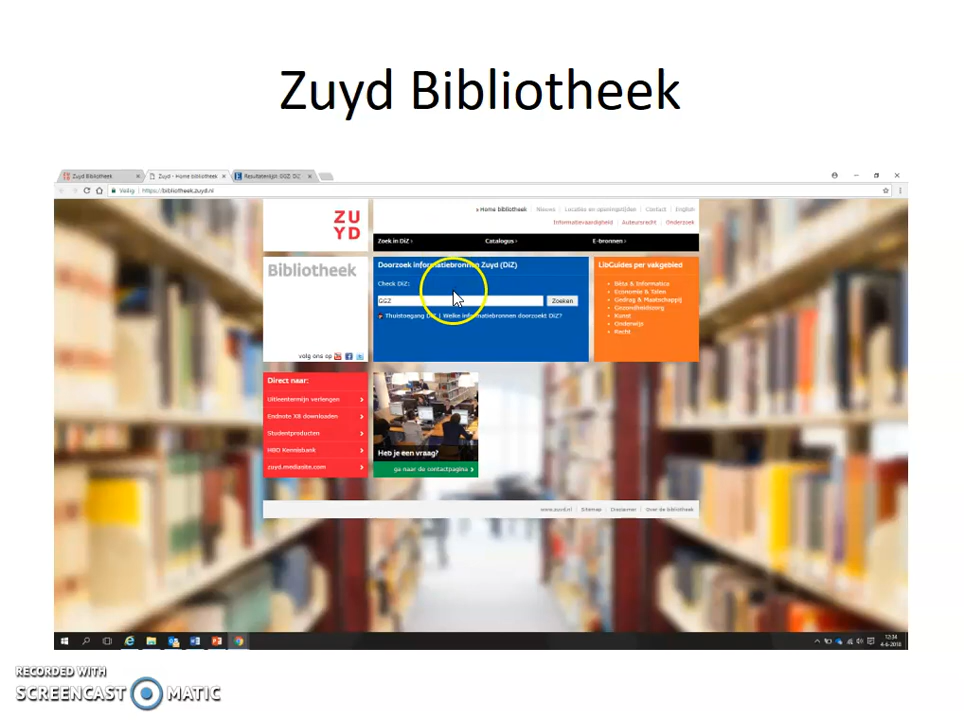 Zuyd Bibliotheek
Zuyd Bibliotheek
Zuyd - Home bibliotheek
Resultatenlijst: GGZ: DiZ
Veilig | https://bibliotheek.zuyd.nl
ZU
YD
Home bibliotheek | Nieuws | Locaties en openingstijden | Contact | English
Informatievaardigheid | Auteursrecht | Onderzoek
Zoek in DiZ › Catalogus › E-bronnen ›
Bibliotheek
volg ons op
Doorzoek informatiebronnen Zuyd (DiZ)
Check DiZ:
GGZ
Zoeken
Thuistoegang DiZ | Welke informatiebronnen doorzoekt DiZ?
LibGuides per vakgebied
Bèta & Informatica
Economie & Talen
Gedrag & Maatschappij
Gezondheidszorg
Kunst
Onderwijs
Recht
Direct naar:
Uitleentermijn verlengen
Endnote X8 downloaden
Studentproducten
HBO Kennisbank
zuyd.mediasite.com
Heb je een vraag?
ga naar de contactpagina ›
www.zuyd.nl | Sitemap | Disclaimer | Over de bibliotheek
12:34
4-6-2018
RECORDED WITH
SCREENCAST MATIC